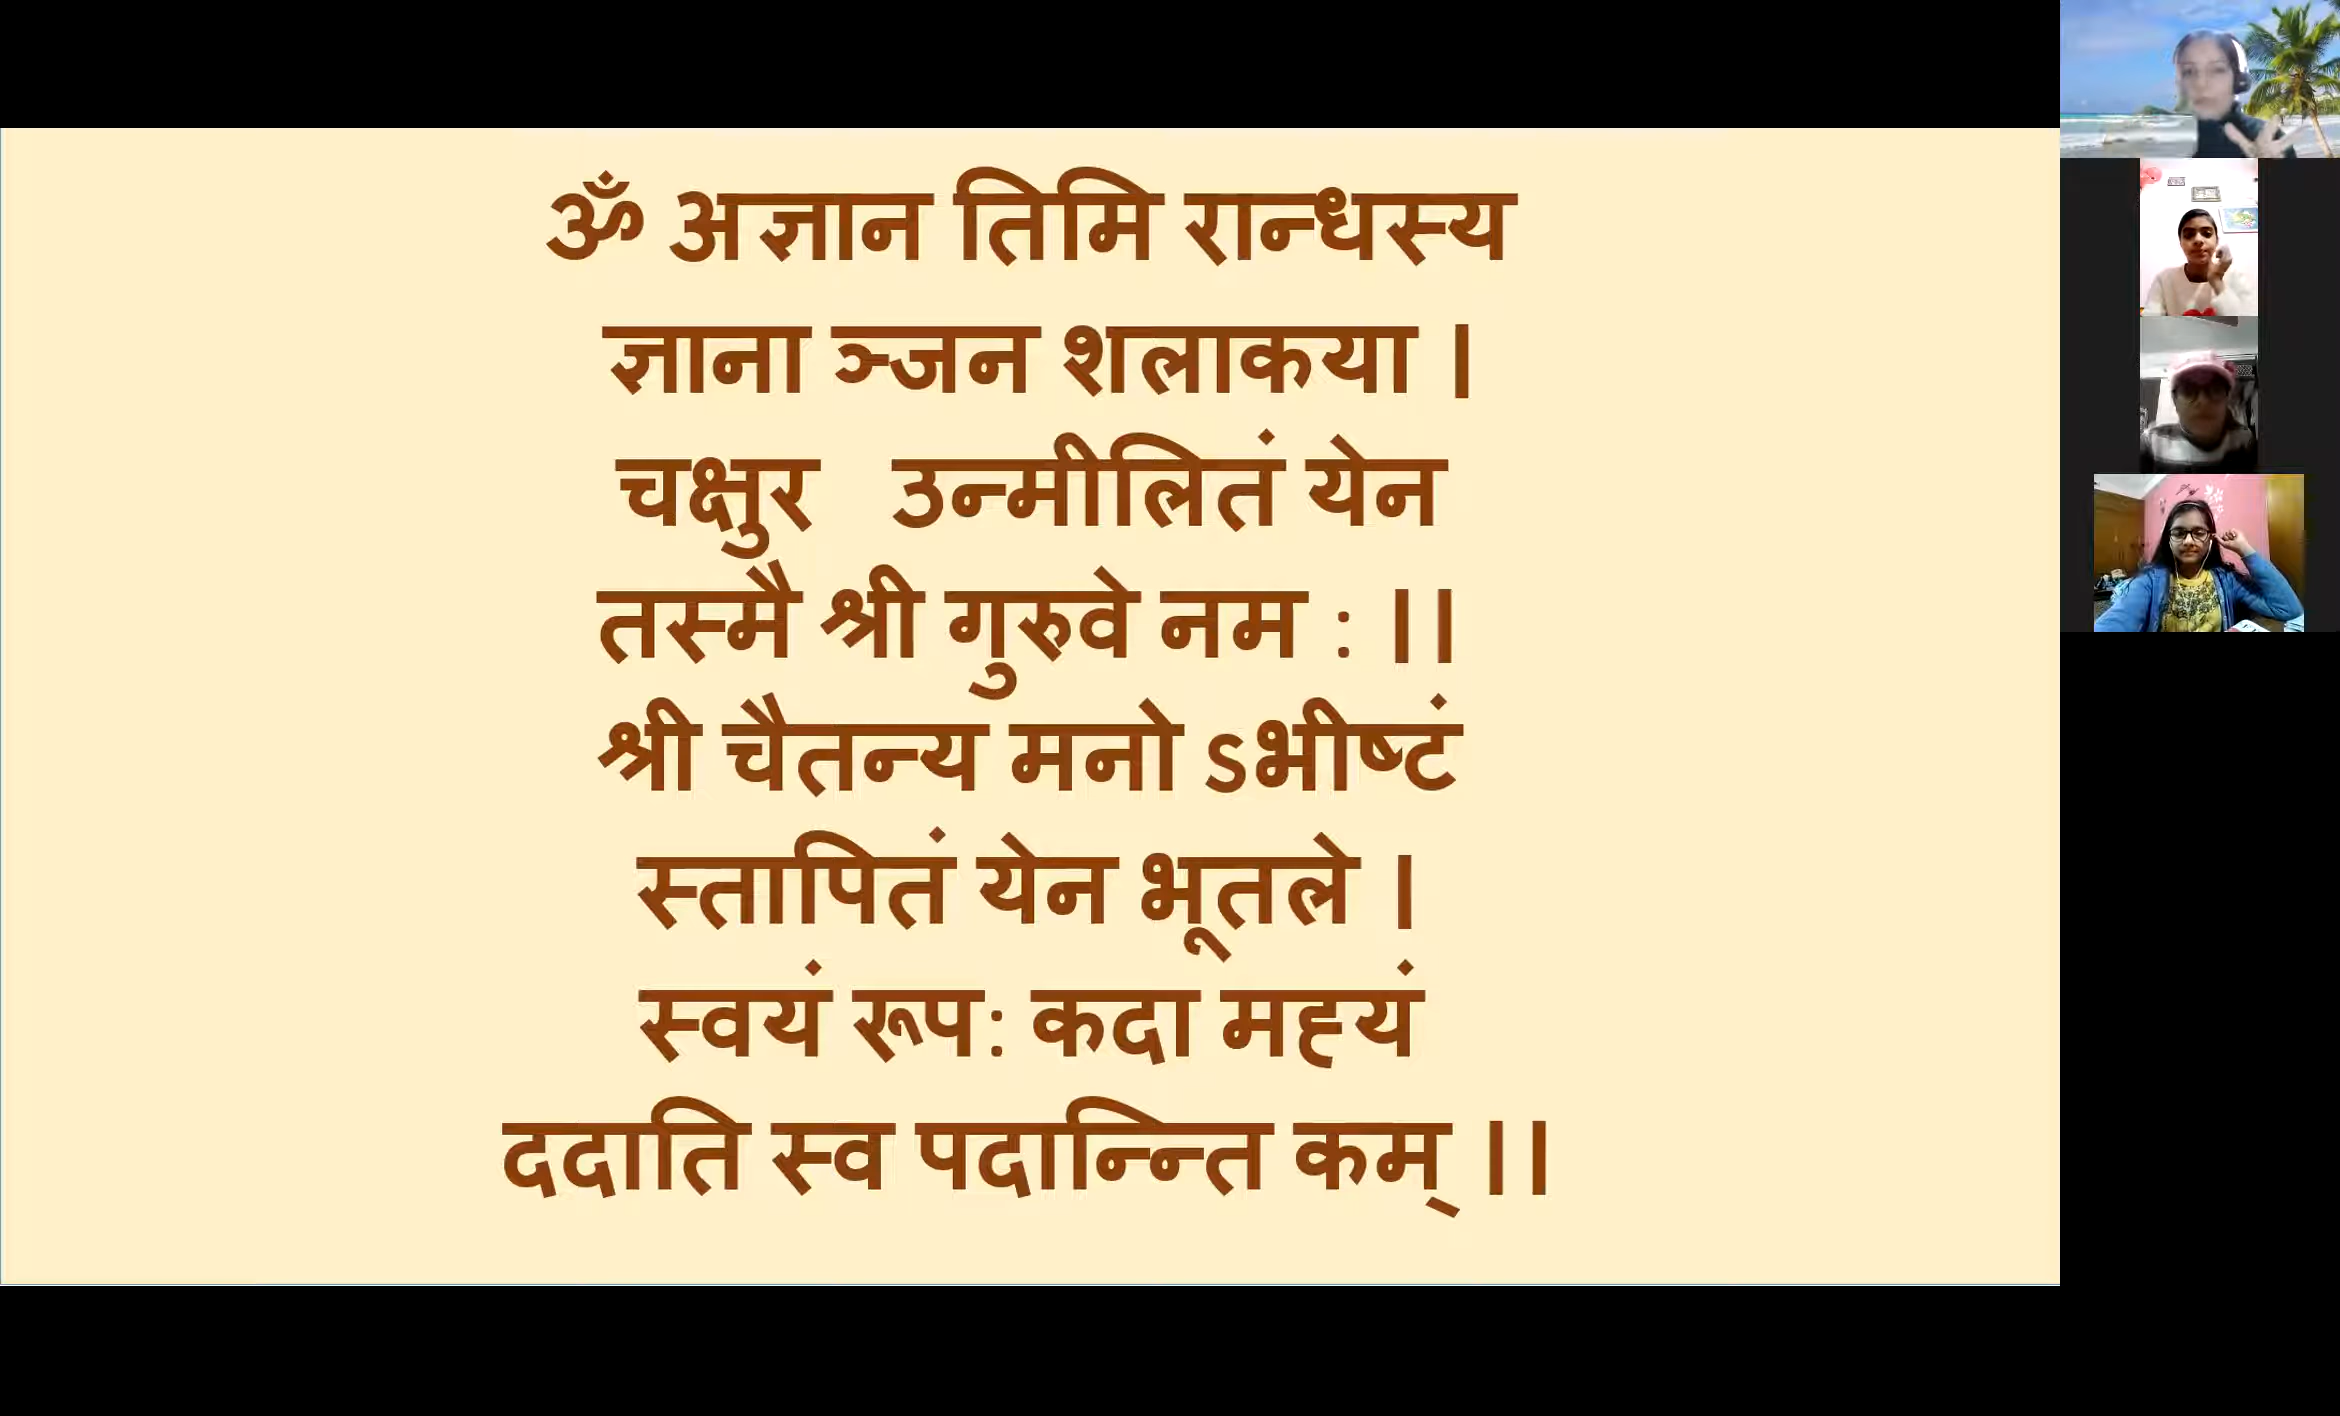 ॐ अज्ञान तिमि रान्धस्य
ज्ञाना ञ्जन शलाकया |
चक्षुर उन्मीलितं येन
तस्मै श्री गुरुवे नम : ||
श्री चैतन्य मनो ऽभीष्टं
स्तापितं येन भूतले |
स्वयं रूप: कदा मह्यं
ददाति स्व पदान्न्ति कम् ||